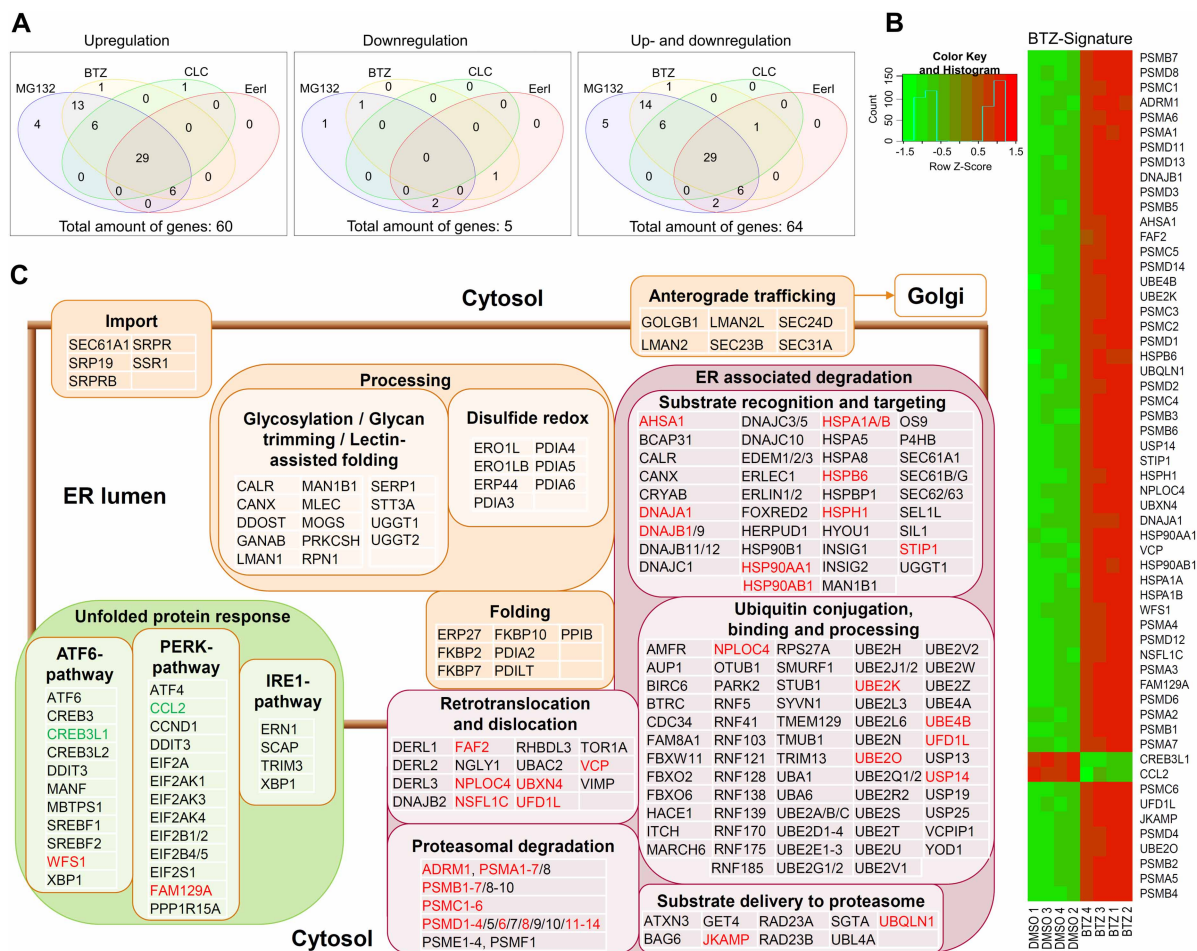 A
Upregulation
BTZ
CLC
MG132
EerI
1
1
13
0
4
6
0
0
0
29
0
0
0
6
0
Total amount of genes: 60
Downregulation
BTZ
CLC
MG132
EerI
0
0
1
0
1
0
0
0
0
0
1
0
0
0
2
Total amount of genes: 5
Up- and downregulation
BTZ
CLC
MG132
EerI
1
0
14
0
5
6
1
0
0
29
0
0
0
6
2
Total amount of genes: 64
B
BTZ-Signature
Color Key
and Histogram
Count
0 50 100 150
-1.5 -0.5 0.5 1.5
Row Z-Score
PSMB7
PSMD8
PSMC1
ADRM1
PSMA6
PSMA1
PSMD11
PSMD13
DNAJB1
PSMD3
PSMB5
AHSA1
FAF2
PSMC5
PSMD14
UBE4B
UBE2K
PSMC3
PSMC2
PSMD1
HSPB6
UBQLN1
PSMD2
PSMC4
PSMB3
PSMB6
USP14
STIP1
HSPH1
NPLOC4
UBXN4
DNAJA1
HSP90AA1
VCP
HSP90AB1
HSPA1A
HSPA1B
WFS1
PSMA4
PSMD12
NSFL1C
PSMA3
FAM129A
PSMD6
PSMA2
PSMB1
PSMA7
CREB3L1
CCL2
PSMC6
UFD1L
JKAMP
PSMD4
UBE2O
PSMB2
PSMA5
PSMB4
DMSO 1
DMSO 3
DMSO 4
DMSO 2
BTZ 4
BTZ 3
BTZ 1
BTZ 2
C
Cytosol
Import
SEC61A1 SRPR
SRP19 SSR1
SRPRB
Anterograde trafficking
GOLGB1 LMAN2L SEC24D
LMAN2 SEC23B SEC31A
Golgi
Processing
Glycosylation / Glycan
trimming / Lectin-
assisted folding
CALR MAN1B1 SERP1
CANX MLEC STT3A
DDOST MOGS UGGT1
GANAB PRKCSH UGGT2
LMAN1 RPN1
Disulfide redox
ERO1L PDIA4
ERO1LB PDIA5
ERP44 PDIA6
PDIA3
ER lumen
ER associated degradation
Substrate recognition and targeting
AHSA1 DNAJC3/5 HSPA1A/B OS9
BCAP31 DNAJC10 HSPA5 P4HB
CALR EDEM1/2/3 HSPA8 SEC61A1
CANX ERLEC1 HSPB6 SEC61B/G
CRYAB ERLIN1/2 HSPBP1 SEC62/63
DNAJA1 FOXRED2 HSPH1 SEL1L
DNAJB1/9 HERPUD1 HYOU1 SIL1
DNAJB11/12 HSP90B1 INSIG1 STIP1
DNAJC1 HSP90AA1 INSIG2 UGGT1
HSP90AB1 MAN1B1
Folding
ERP27 FKBP10 PPIB
FKBP2 PDIA2
FKBP7 PDILT
Unfolded protein response
ATF6-
pathway
ATF6
CREB3
CREB3L1
CREB3L2
DDIT3
MANF
MBTPS1
SREBF1
SREBF2
WFS1
XBP1
PERK-
pathway
ATF4
CCL2
CCND1
DDIT3
EIF2A
EIF2AK1
EIF2AK3
EIF2AK4
EIF2B1/2
EIF2B4/5
EIF2S1
FAM129A
PPP1R15A
IRE1-
pathway
ERN1
SCAP
TRIM3
XBP1
Retrotranslocation
and dislocation
DERL1 FAF2 RHBDL3 TOR1A
DERL2 NGLY1 UBAC2 VCP
DERL3 NPLOC4 UBXN4 VIMP
DNAJB2 NSFL1C UFD1L
Ubiquitin conjugation,
binding and processing
AMFR NPLOC4 RPS27A UBE2H UBE2V2
AUP1 OTUB1 SMURF1 UBE2J1/2 UBE2W
BIRC6 PARK2 STUB1 UBE2K UBE2Z
BTRC RNF5 SYVN1 UBE2L3 UBE4A
CDC34 RNF41 TMEM129 UBE2L6 UBE4B
FAM8A1 RNF103 TMUB1 UBE2N UFD1L
FBXW11 RNF121 TRIM13 UBE2O USP13
FBXO2 RNF128 UBA1 UBE2Q1/2 USP14
FBXO6 RNF138 UBA6 UBE2R2 USP19
HACE1 RNF139 UBE2A/B/C UBE2S USP25
ITCH RNF170 UBE2D1-4 UBE2T VCPIP1
MARCH6 RNF175 UBE2E1-3 UBE2U YOD1
RNF185 UBE2G1/2 UBE2V1
Proteasomal degradation
ADRM1, PSMA1-7/8
PSMB1-7/8-10
PSMC1-6
PSMD1-4/5/6/7/8/9/10/11-14
PSME1-4, PSMF1
Substrate delivery to proteasome
ATXN3 GET4 RAD23A SGTA UBQLN1
BAG6 JKAMP RAD23B UBL4A
Cytosol